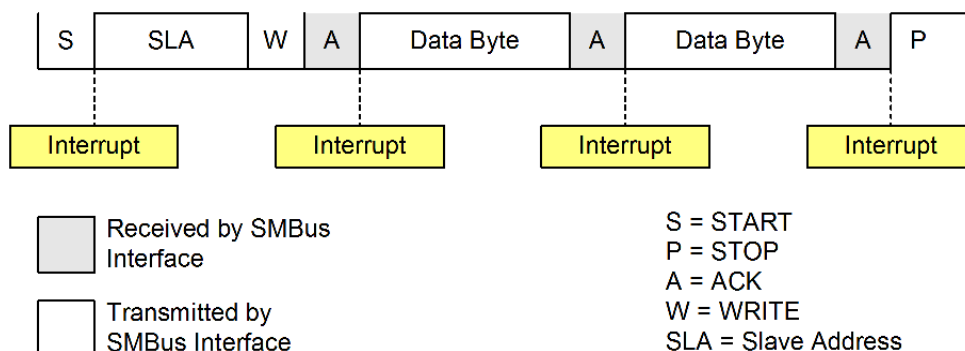 S SLA W A Data Byte A Data Byte A P
Interrupt Interrupt Interrupt Interrupt
Received by SMBus
Interface
Transmitted by
SMBus Interface
S = START
P = STOP
A = ACK
W = WRITE
SLA = Slave Address